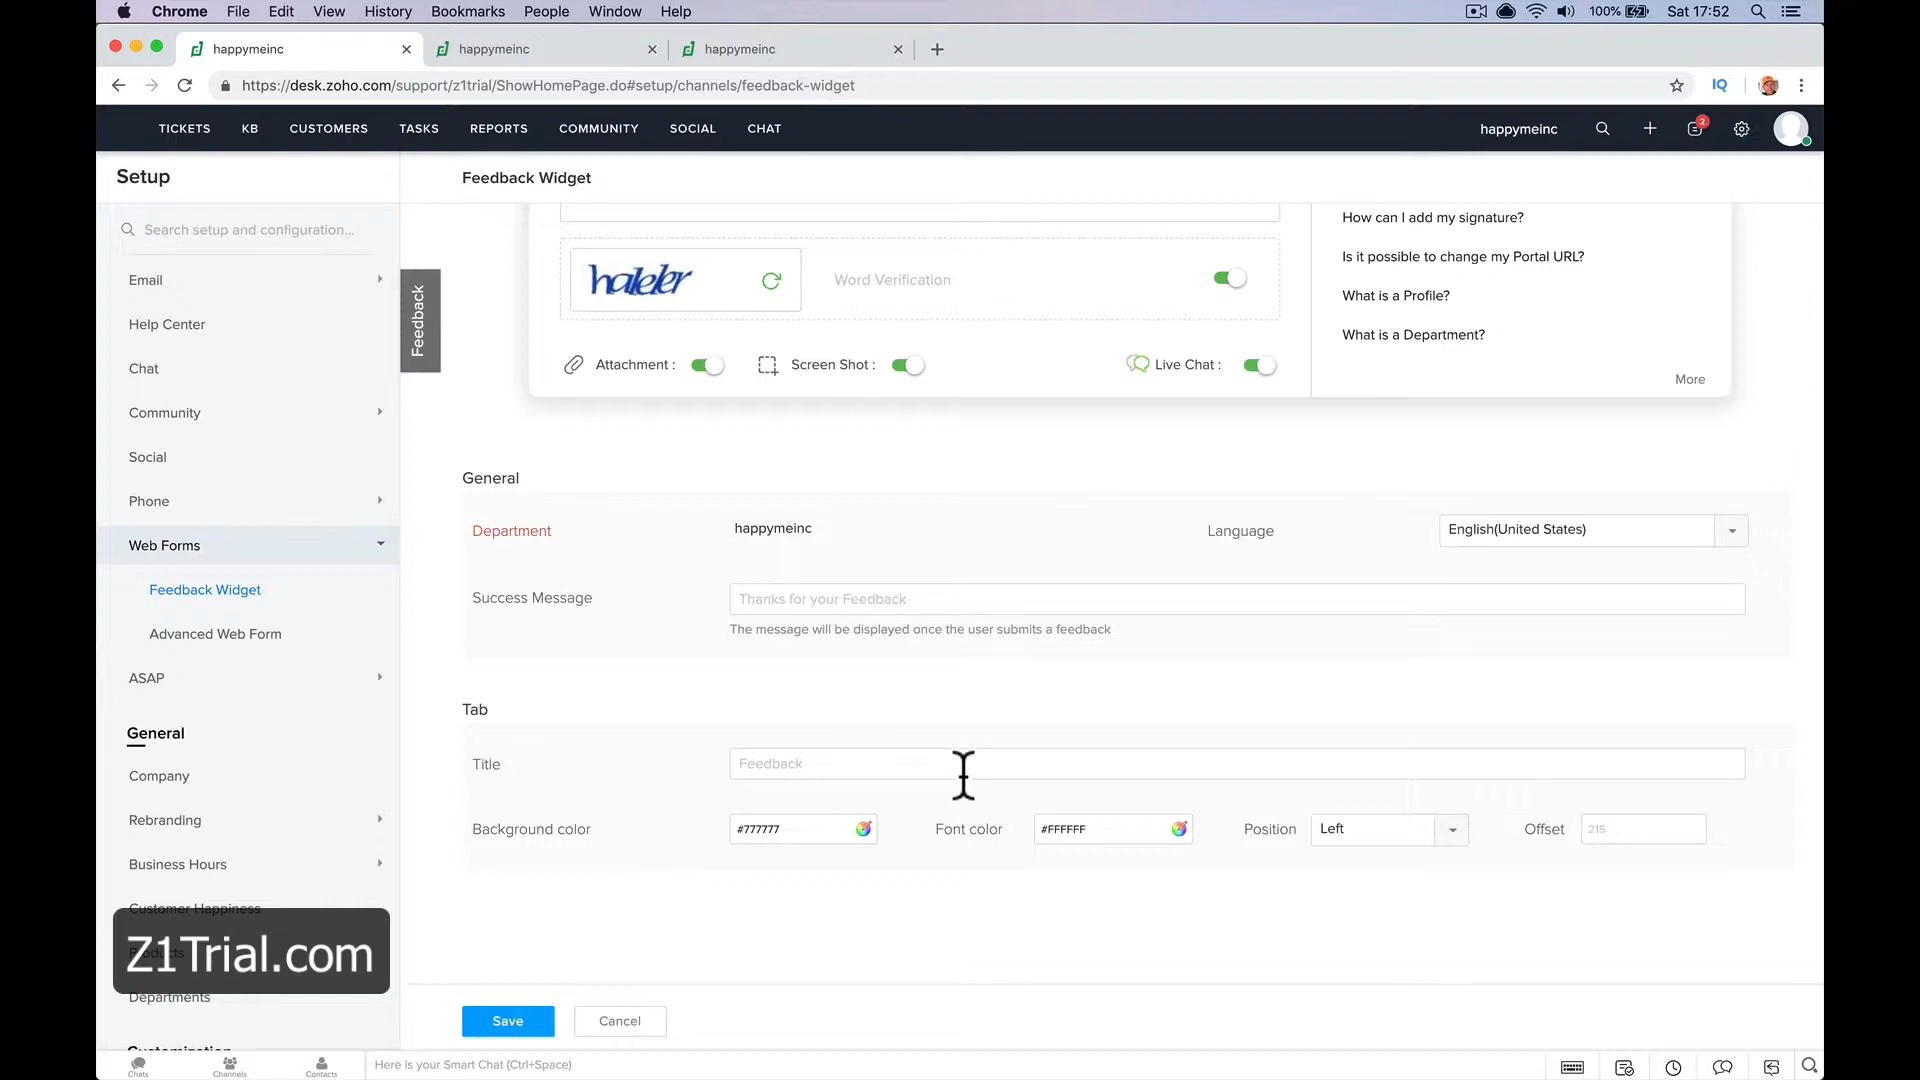 Chrome File Edit View History Bookmarks People Window Help 100% Sat 17:52
happymeinc happymeinc happymeinc
https://desk.zoho.com/support/z1trial/ShowHomePage.do#setup/channels/feedback-widget IQ
TICKETS KB CUSTOMERS TASKS REPORTS COMMUNITY SOCIAL CHAT happymeinc 2
Setup
Search setup and configuration...
Email
Help Center
Chat
Community
Social
Phone
Web Forms
Feedback Widget
Advanced Web Form
ASAP
General
Company
Rebranding
Business Hours
Customer Happiness
Products
Z1Trial.com
Departments
Customization
Feedback Widget
Feedback
Word Verification
Attachment :
Screen Shot :
Live Chat :
How can I add my signature?
Is it possible to change my Portal URL?
What is a Profile?
What is a Department?
More
General
Department happymeinc Language English(United States)
Success Message Thanks for your Feedback
The message will be displayed once the user submits a feedback
Tab
Title Feedback
Background color #777777 Font color #FFFFFF Position Left Offset 215
Save Cancel
Chats Channels Contacts Here is your Smart Chat (Ctrl+Space)